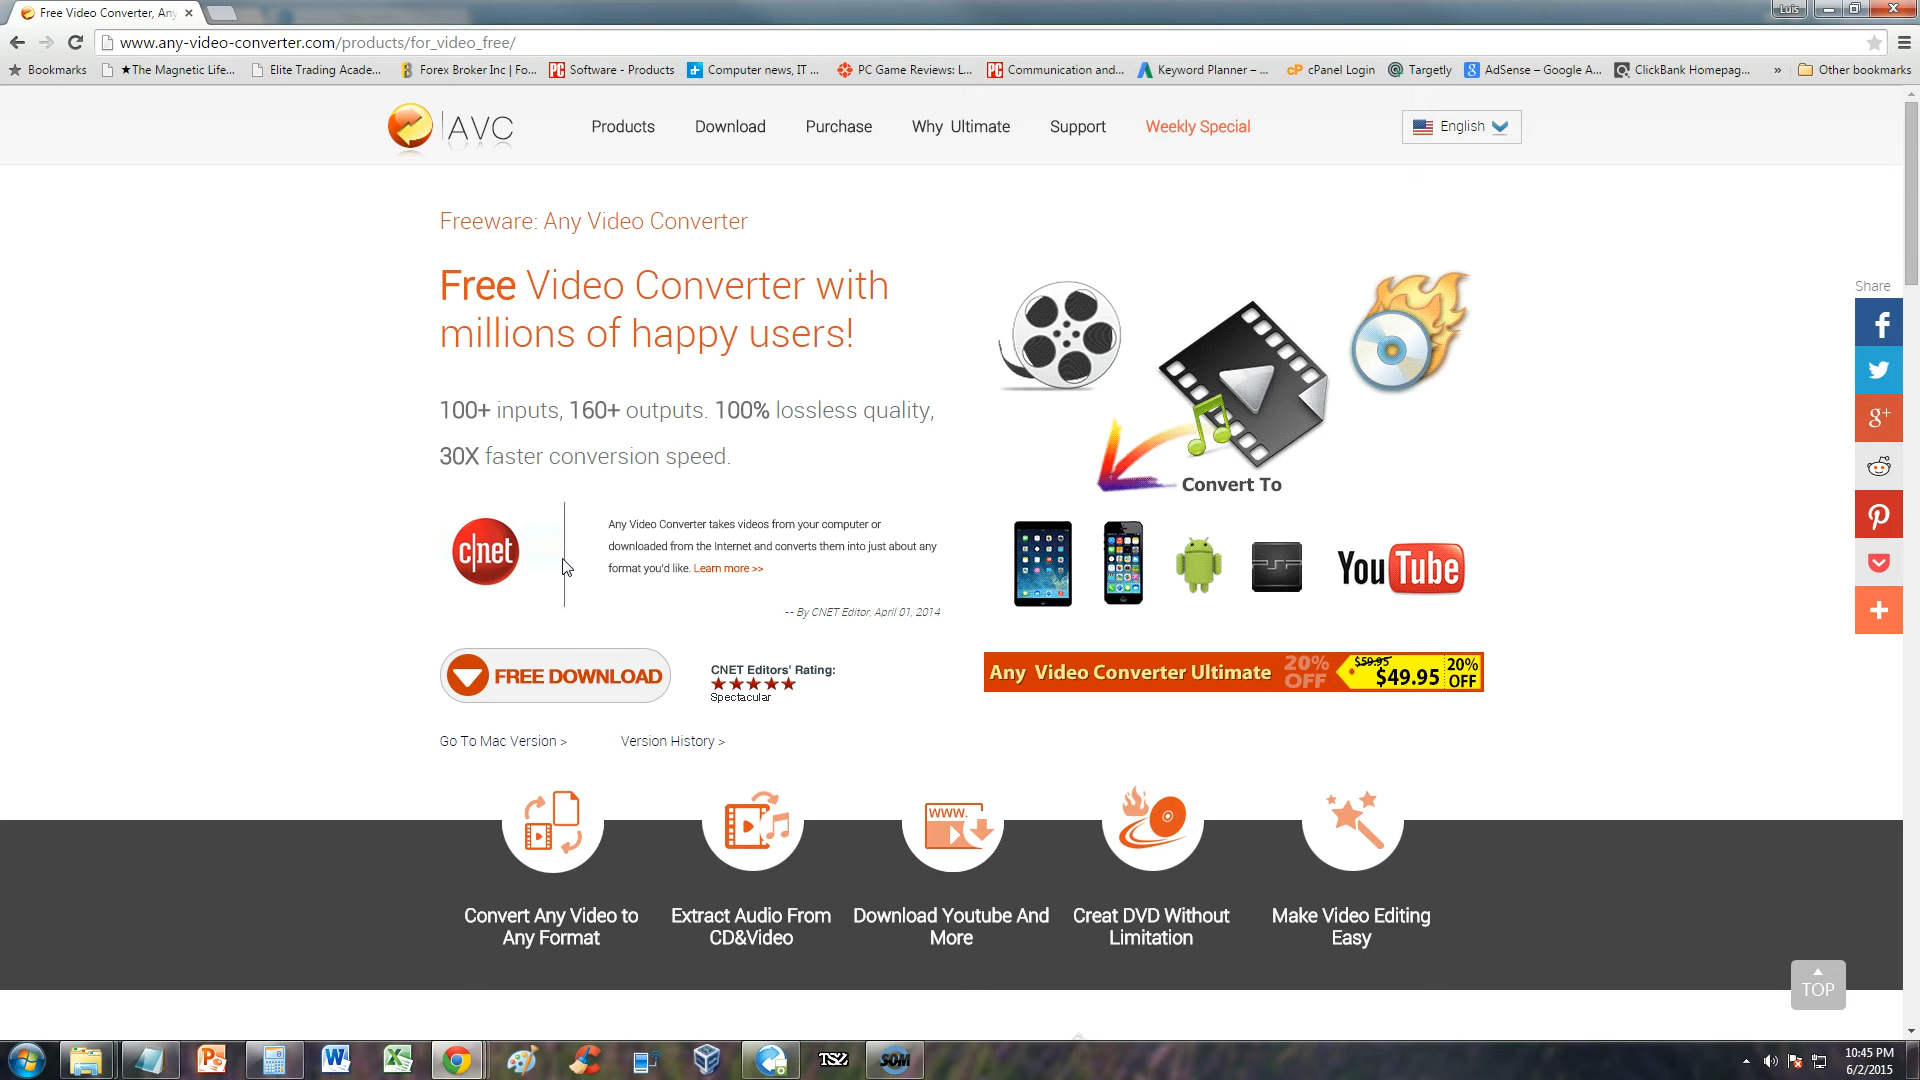 Free Video Converter, Any
Luis
www.any-video-converter.com/products/for_video_free/
Bookmarks
★The Magnetic Life...
Elite Trading Acade...
Forex Broker Inc | Fo...
Software - Products
Computer news, IT ...
PC Game Reviews: L...
Communication and...
Keyword Planner – ...
cPanel Login
Targetly
AdSense – Google A...
ClickBank Homepag...
»
Other bookmarks
AVC
Products
Download
Purchase
Why Ultimate
Support
Weekly Special
English
Freeware: Any Video Converter
Free Video Converter with
millions of happy users!
100+ inputs, 160+ outputs. 100% lossless quality,
30X faster conversion speed.
c|net
Any Video Converter takes videos from your computer or
downloaded from the Internet and converts them into just about any
format you'd like. Learn more >>
-- By CNET Editor, April 01, 2014
FREE DOWNLOAD
CNET Editors' Rating:
Spectacular
Go To Mac Version >
Version History >
Convert To
YouTube
Any Video Converter Ultimate
20%
OFF
$59.95
$49.95
20%
OFF
Share
Convert Any Video to
Any Format
Extract Audio From
CD&Video
WWW.
Download Youtube And
More
Creat DVD Without
Limitation
Make Video Editing
Easy
TOP
TS2
SOM
10:45 PM
6/2/2015